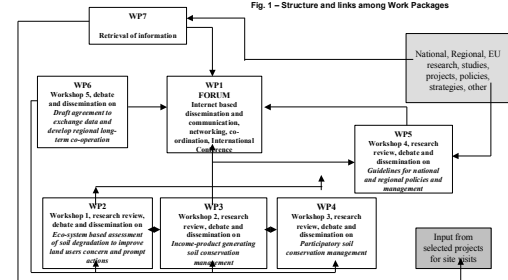 Fig. 1 – Structure and links among Work Packages
WP7
Retrieval of information
National, Regional, EU
research, studies,
projects, policies,
strategies, other
WP6
Workshop 5, debate
and dissemination on
Draft agreement to
exchange data and
develop regional long-
term co-operation
WP1
FORUM
Internet based
dissemination and
communication,
networking, co-
ordination, International
Conference
WP5
Workshop 4, research
review, debate and
dissemination on
Guidelines for national
and regional policies and
management
WP2
Workshop 1, research review,
debate and dissemination on
Eco-system based assessment
of soil degradation to improve
land users concern and prompt
actions
WP3
Workshop 2, research
review, debate and
dissemination on
Income-product generating
soil conservation
management
WP4
Workshop 3, research
review, debate and
dissemination on
Participatory soil
conservation management
Input from
selected projects
for site visits